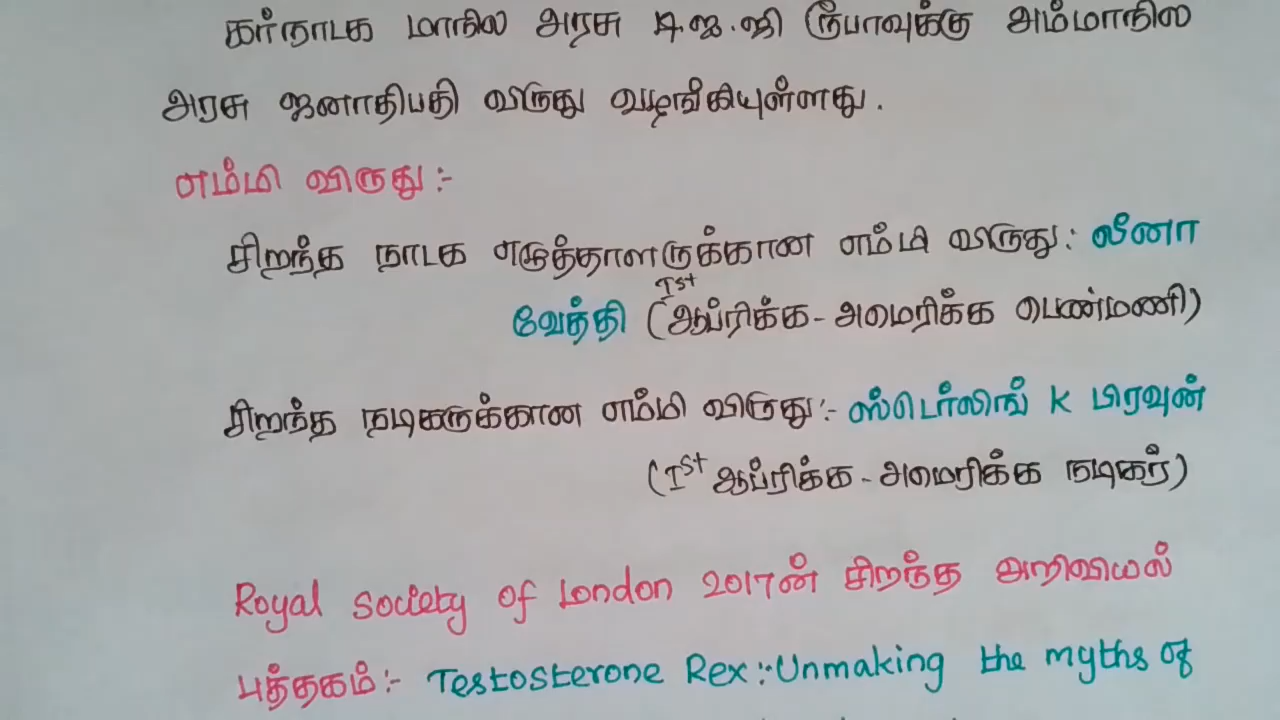 கர்நாடக மாநில அரசு டி.ஐ.ஜி ரூபாவுக்கு அம்மாநில
அரசு ஜனாதிபதி விருது வழங்கியுள்ளது.
எம்மி விருது :-
சிறந்த நாடக எழுத்தாளருக்கான எம்மி விருது: லீனா
வேத்தி (Ist ஆப்ரிக்க - அமெரிக்க பெண்மணி)
சிறந்த நடிகருக்கான எம்மி விருது:- ஸ்டெர்லிங் K பிரவுன்
(Ist ஆப்ரிக்க - அமெரிக்க நடிகர்)
Royal Society of London 2017ன் சிறந்த அறிவியல்
புத்தகம்:- Testosterone Rex:-Unmaking the myths of